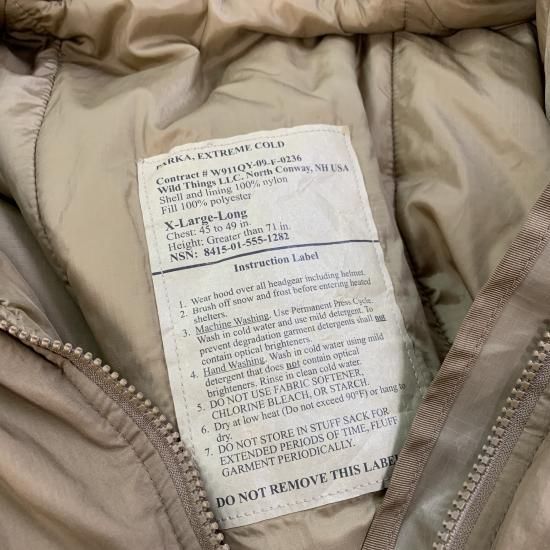 PARKA, EXTREME COLD
Contract # W911QY-09-F-0236
Wild Things LLC. North Conway, NH USA
Shell and lining 100% nylon
Fill 100% polyester
X-Large-Long
Chest: 45 to 49 in.
Height: Greater than 71 in.
NSN: 8415-01-555-1282
Instruction Label
1. Wear hood over all headgear including helmet.
2. Brush off snow and frost before entering heated
shelters.
3. Machine Washing. Use Permanent Press Cycle.
Wash in cold water and use mild detergent. To
prevent degradation garment detergents shall not
contain optical brighteners.
4. Hand Washing. Wash in cold water using mild
detergent that does not contain optical
brighteners. Rinse in clean cold water.
5. DO NOT USE FABRIC SOFTENER,
CHLORINE BLEACH, OR STARCH.
6. Dry at low heat (Do not exceed 90°F) or hang to
dry.
7. DO NOT STORE IN STUFF SACK FOR
EXTENDED PERIODS OF TIME, FLUFF
GARMENT PERIODICALLY.
DO NOT REMOVE THIS LABEL